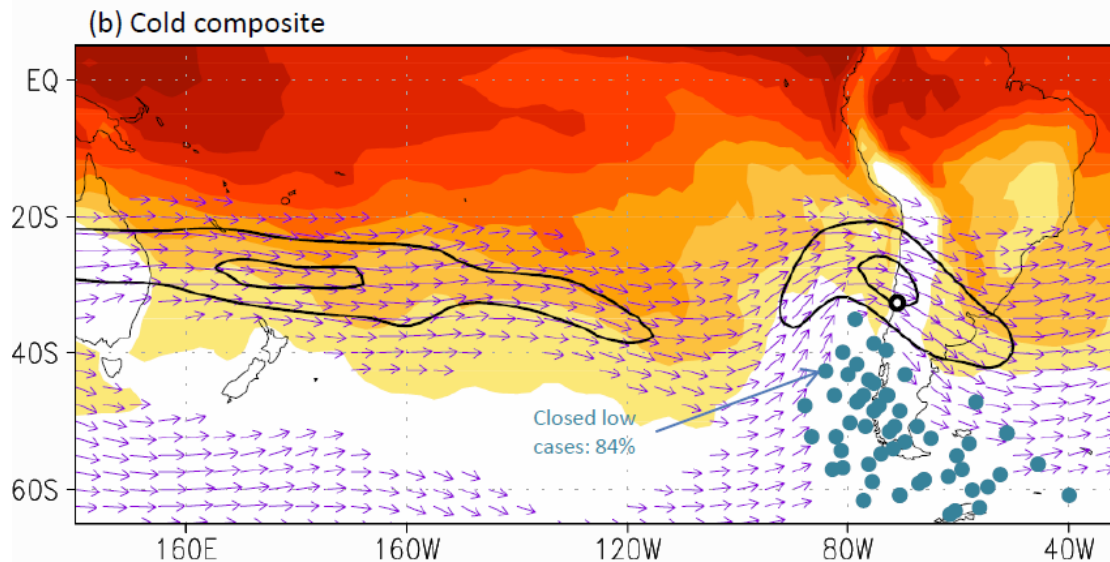 (b) Cold composite
EQ
20S
40S
60S
Closed low
cases: 84%
160E
160W
120W
80W
40W